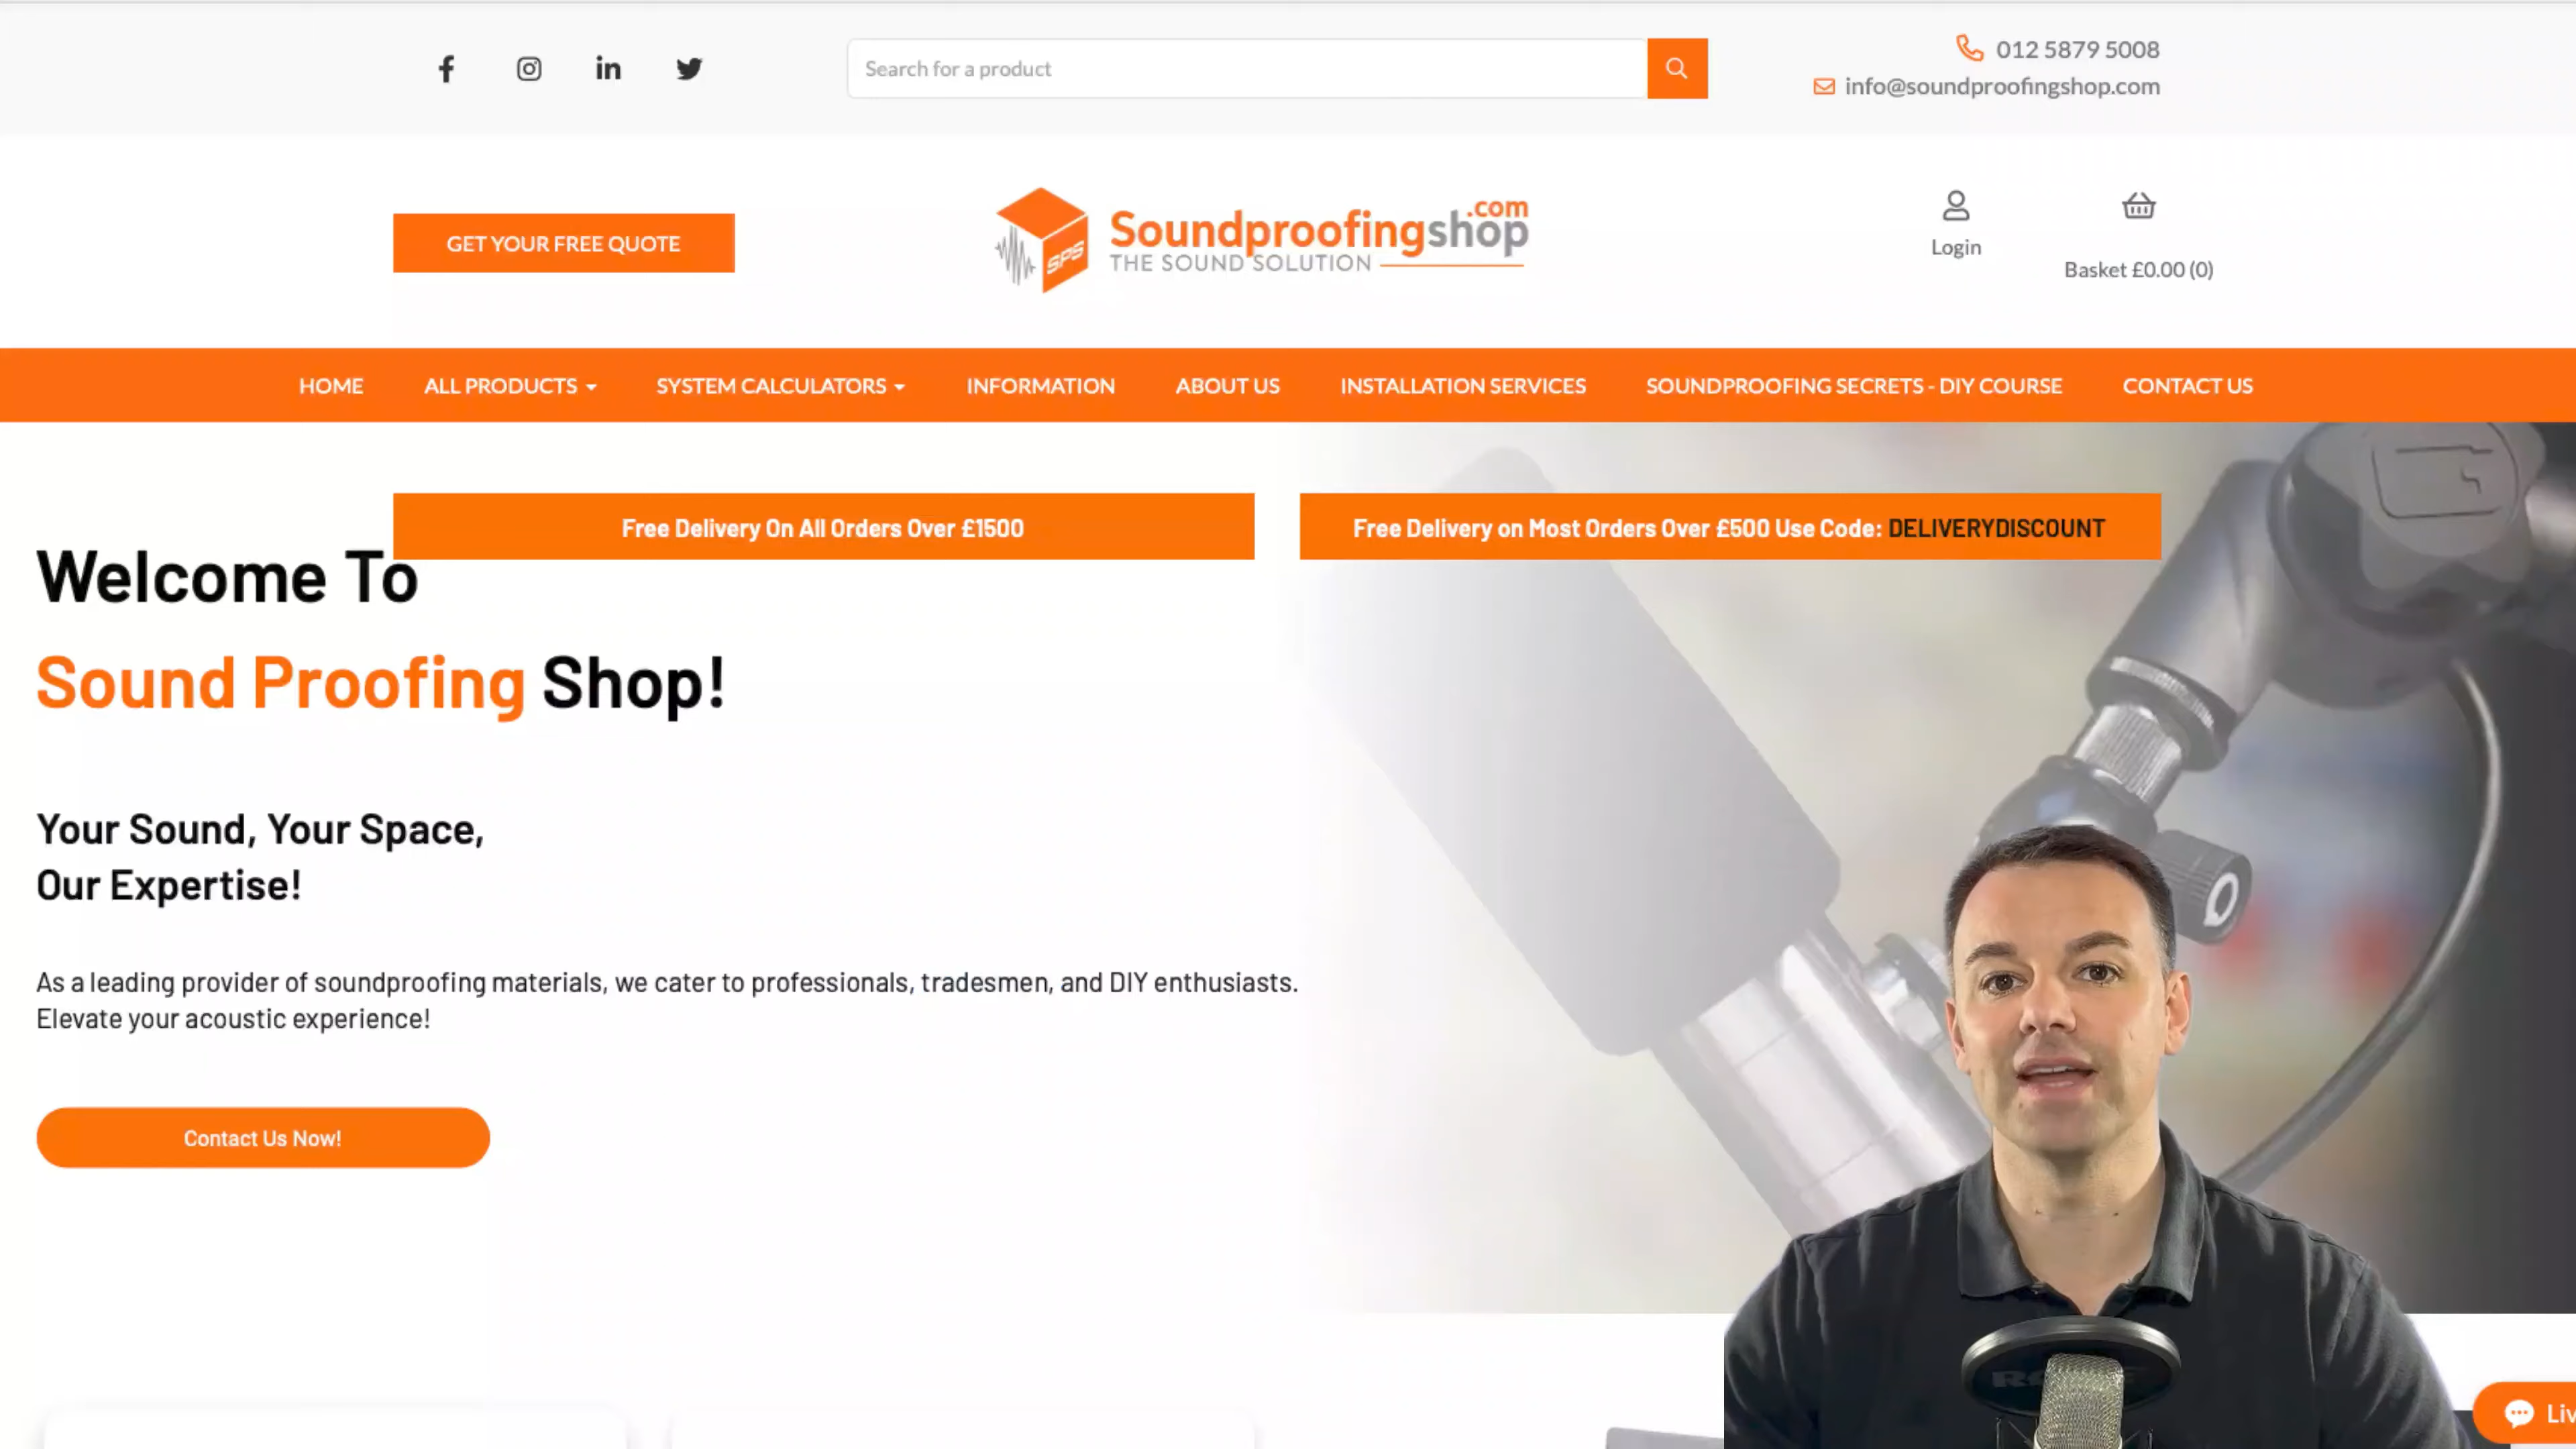 Search for a product
012 5879 5008
info@soundproofingshop.com
GET YOUR FREE QUOTE
SPS
Soundproofingshop.com
THE SOUND SOLUTION
Login
Basket £0.00 (0)
HOME
ALL PRODUCTS
SYSTEM CALCULATORS
INFORMATION
ABOUT US
INSTALLATION SERVICES
SOUNDPROOFING SECRETS - DIY COURSE
CONTACT US
Free Delivery On All Orders Over £1500
Free Delivery on Most Orders Over £500 Use Code: DELIVERYDISCOUNT
Welcome To
Sound Proofing Shop!
Your Sound, Your Space,
Our Expertise!
As a leading provider of soundproofing materials, we cater to professionals, tradesmen, and DIY enthusiasts.
Elevate your acoustic experience!
Contact Us Now!